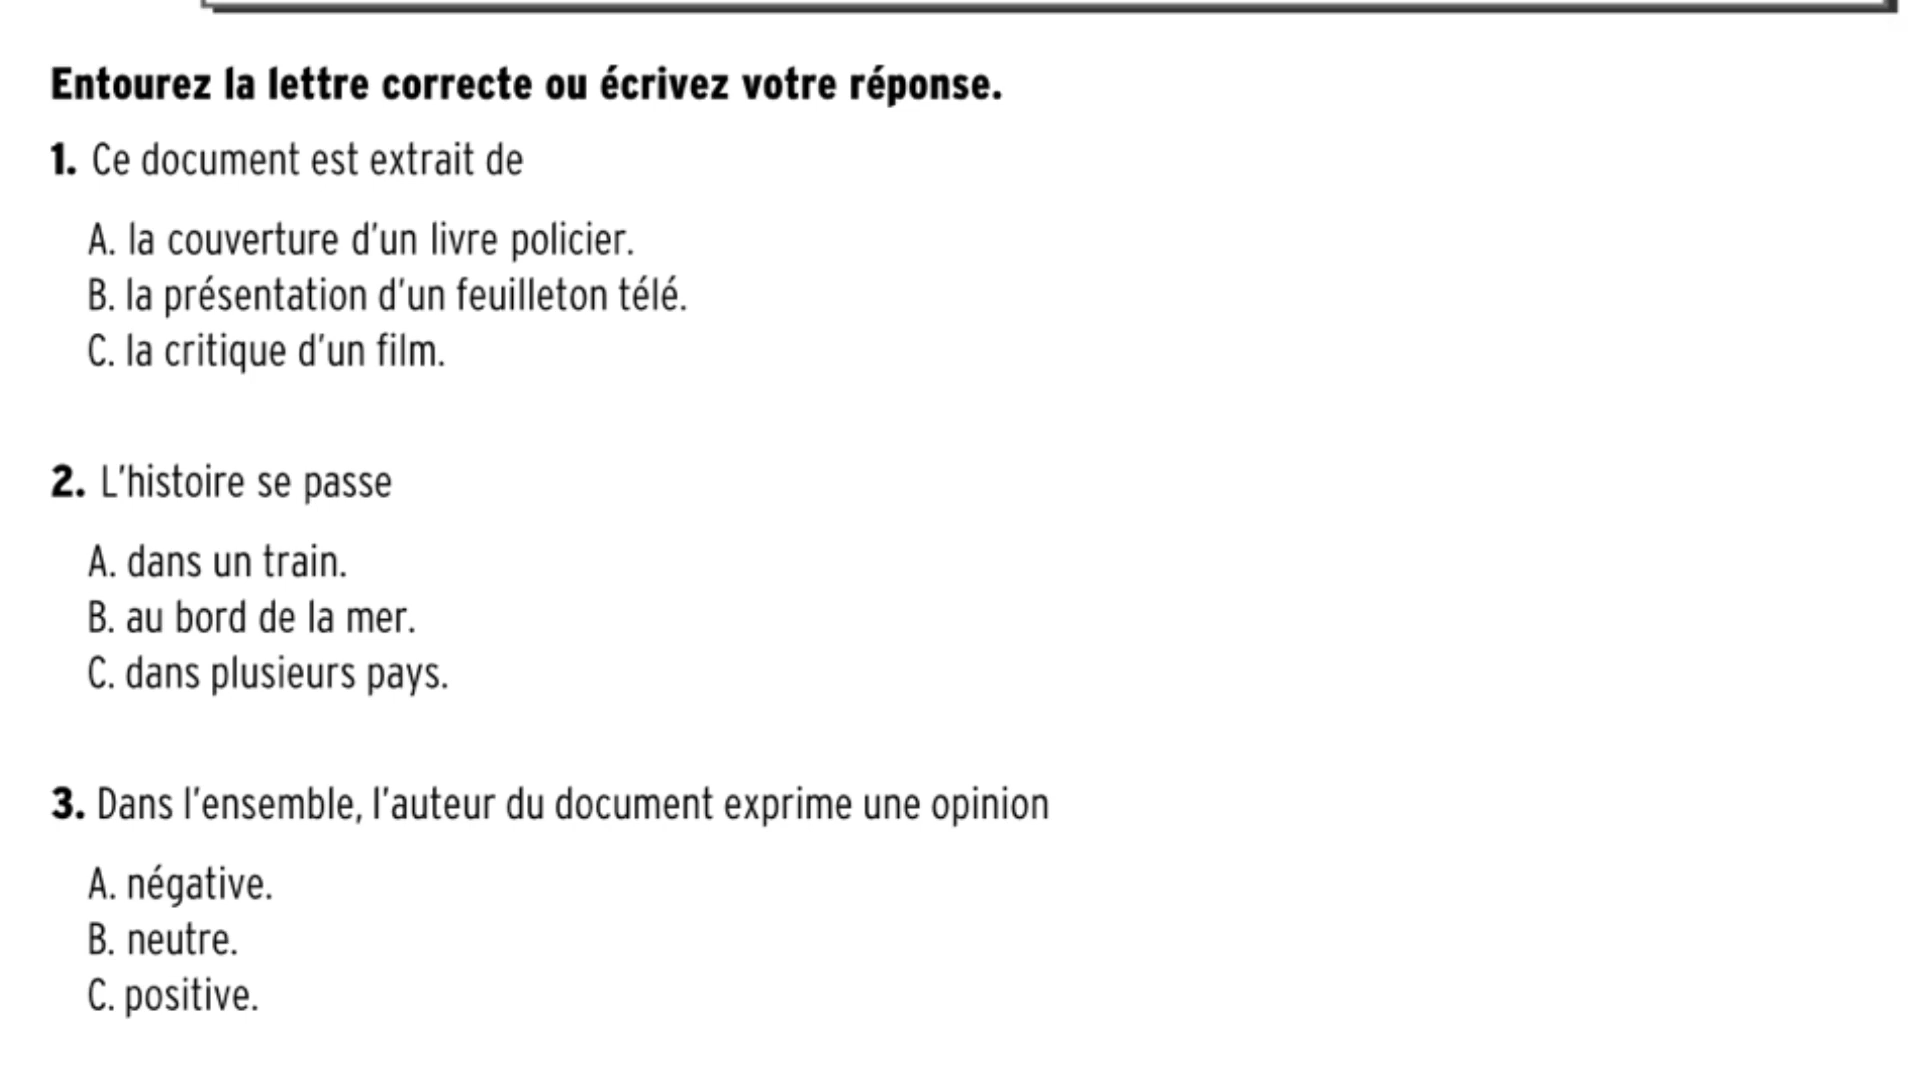 Entourez la lettre correcte ou écrivez votre réponse.
1. Ce document est extrait de
A. la couverture d'un livre policier.
B. la présentation d'un feuilleton télé.
C. la critique d'un film.
2. L'histoire se passe
A. dans un train.
B. au bord de la mer.
C. dans plusieurs pays.
3. Dans l'ensemble, l'auteur du document exprime une opinion
A. négative.
B. neutre.
C. positive.